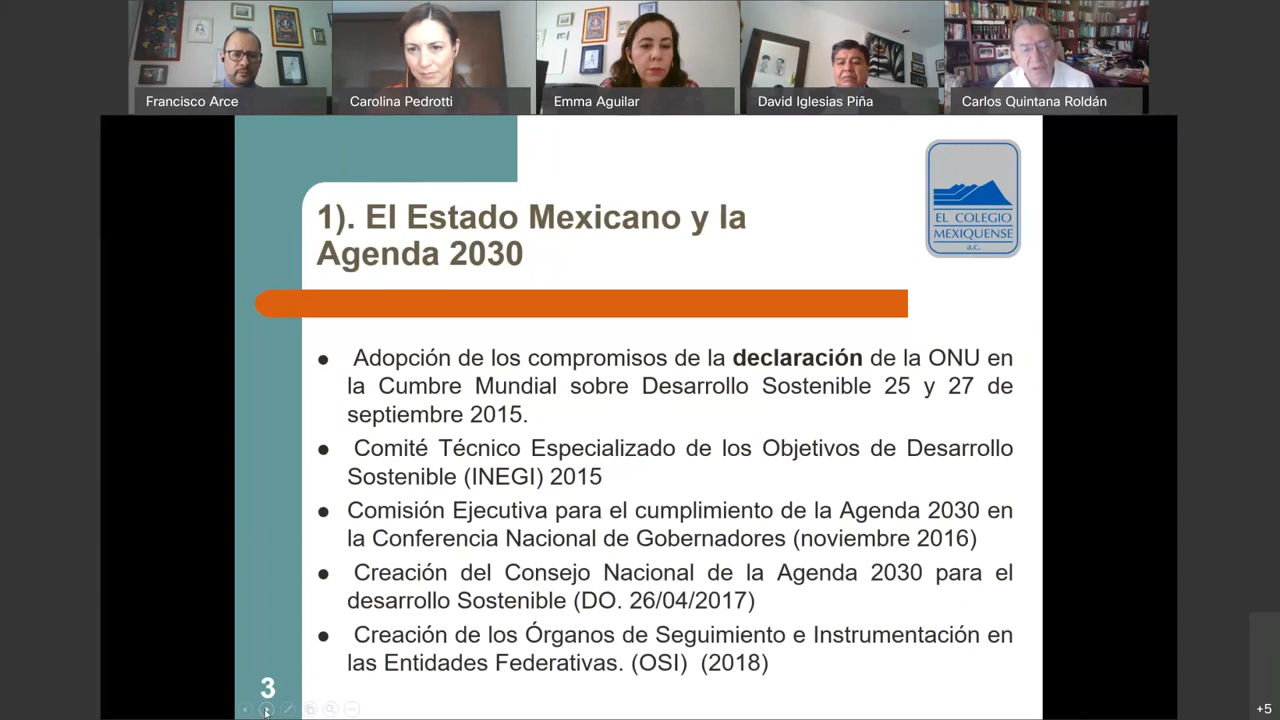 Francisco Arce
Carolina Pedrotti
Emma Aguilar
David Iglesias Piña
Carlos Quintana Roldán
EL COLEGIO
MEXIQUENSE
a.c.
1). El Estado Mexicano y la
Agenda 2030
● Adopción de los compromisos de la declaración de la ONU en
la Cumbre Mundial sobre Desarrollo Sostenible 25 y 27 de
septiembre 2015.
● Comité Técnico Especializado de los Objetivos de Desarrollo
Sostenible (INEGI) 2015
● Comisión Ejecutiva para el cumplimiento de la Agenda 2030 en
la Conferencia Nacional de Gobernadores (noviembre 2016)
● Creación del Consejo Nacional de la Agenda 2030 para el
desarrollo Sostenible (DO. 26/04/2017)
● Creación de los Órganos de Seguimiento e Instrumentación en
las Entidades Federativas. (OSI) (2018)
3
+5